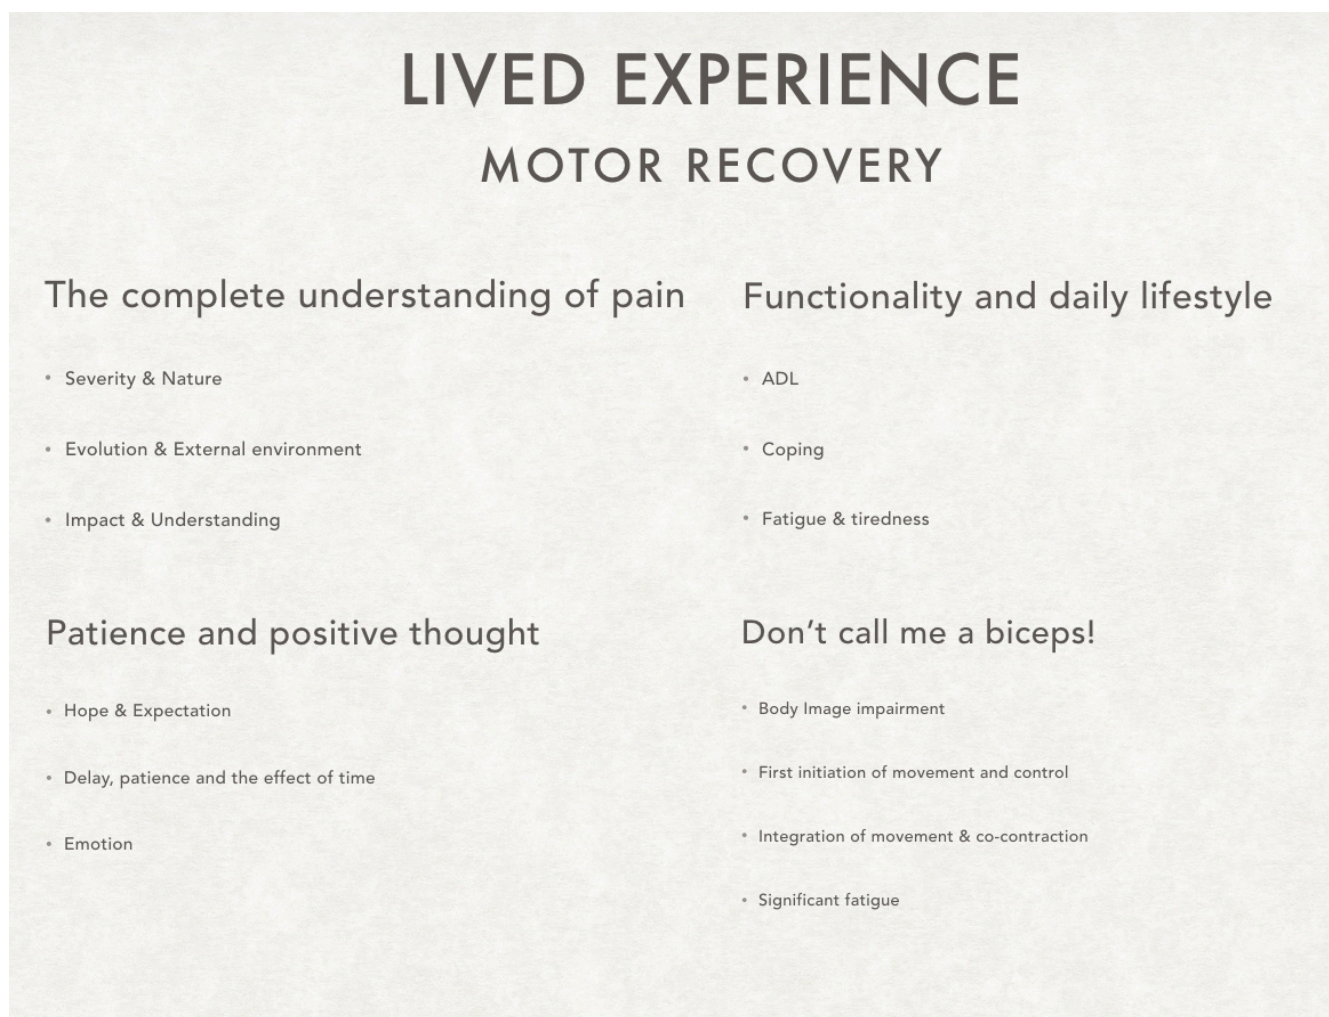 LIVED EXPERIENCE
MOTOR RECOVERY
The complete understanding of pain
• Severity & Nature
• Evolution & External environment
• Impact & Understanding
Functionality and daily lifestyle
• ADL
• Coping
• Fatigue & tiredness
Patience and positive thought
• Hope & Expectation
• Delay, patience and the effect of time
• Emotion
Don’t call me a biceps!
• Body Image impairment
• First initiation of movement and control
• Integration of movement & co-contraction
• Significant fatigue